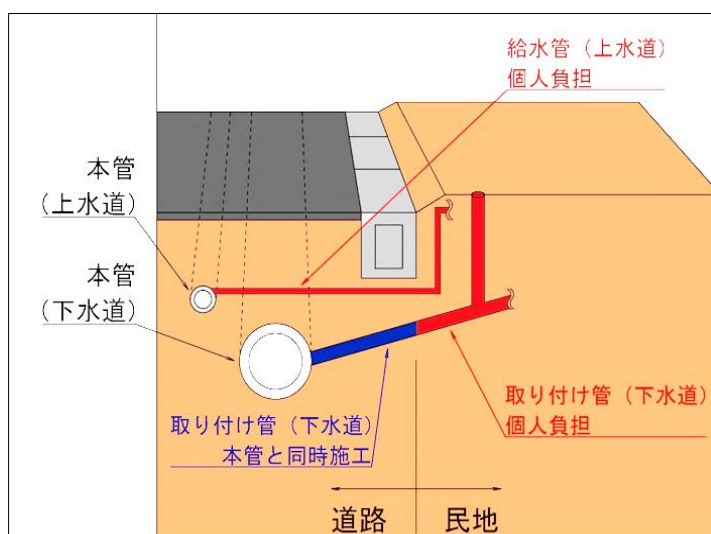 給水管(上水道)
個人負担
本管
(上水道)
本管
(下水道)
取り付け管(下水道)
本管と同時施工
取り付け管(下水道)
個人負担
道路
民地